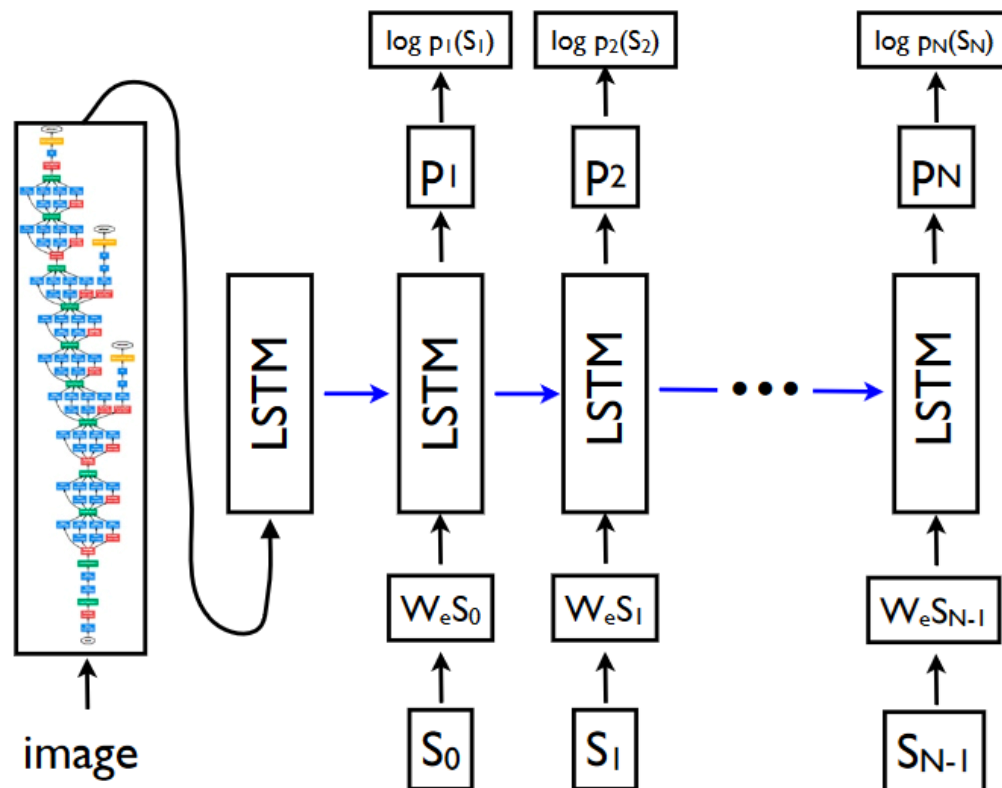 log p₁(S₁)
log p₂(S₂)
log pN(SN)
p₁
p₂
pN
LSTM
LSTM
LSTM
•••
LSTM
WₑS₀
WₑS₁
WₑSN-1
image
S₀
S₁
SN-1